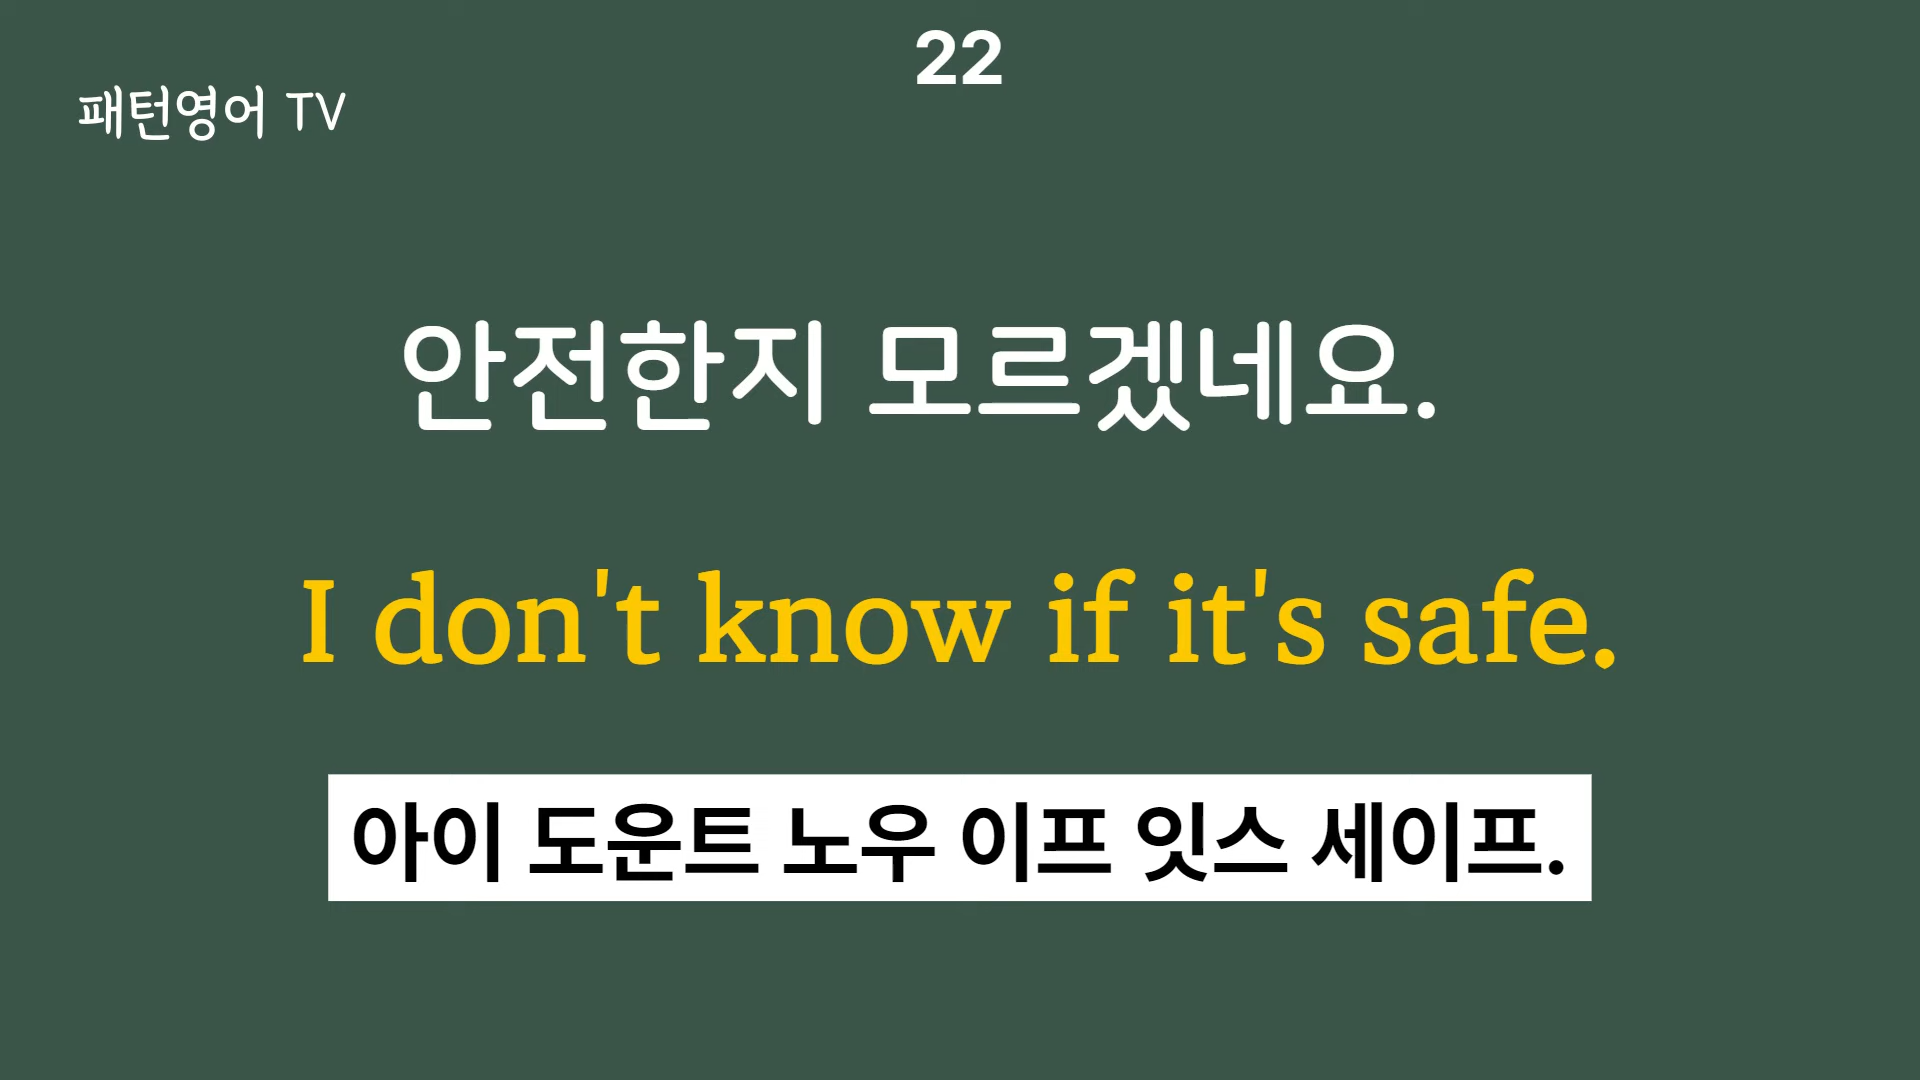 22
패턴영어 TV
안전한지 모르겠네요.
I don't know if it's safe.
아이 도운트 노우 이프 잇스 세이프.